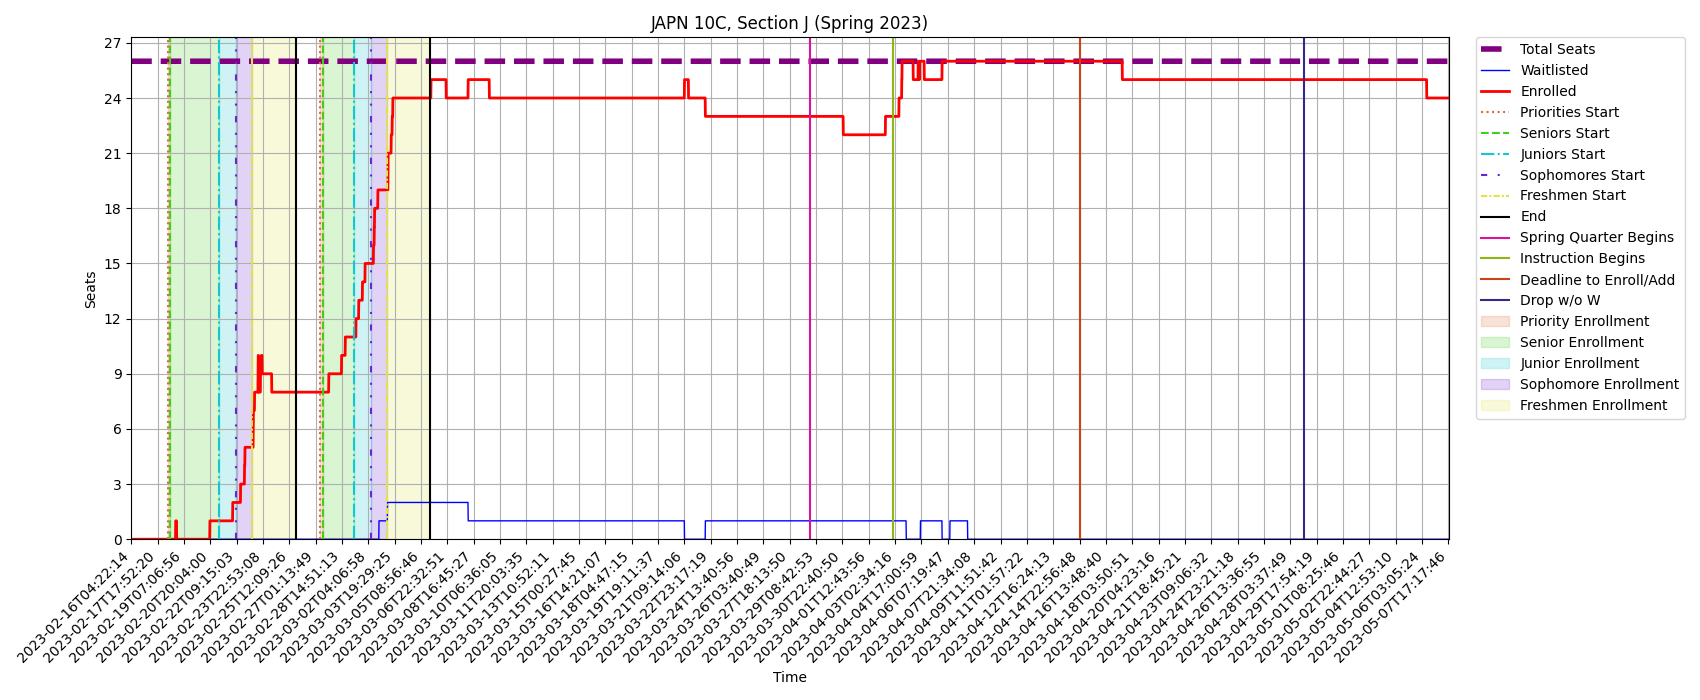 JAPN 10C, Section J (Spring 2023)
27
24
21
18
15
12
9
6
3
0
Seats
2023-02-16T04:22:14
2023-02-17T17:52:20
2023-02-19T07:06:56
2023-02-20T20:04:00
2023-02-22T09:15:03
2023-02-23T22:53:08
2023-02-25T12:09:26
2023-02-27T01:13:49
2023-02-28T14:51:13
2023-03-02T04:06:58
2023-03-03T19:29:25
2023-03-05T08:56:46
2023-03-06T22:32:51
2023-03-08T16:45:27
2023-03-10T06:36:05
2023-03-11T20:03:35
2023-03-13T10:52:11
2023-03-15T00:27:45
2023-03-16T14:21:07
2023-03-18T04:47:15
2023-03-19T19:11:37
2023-03-21T09:14:06
2023-03-22T23:17:19
2023-03-24T13:40:56
2023-03-26T03:40:49
2023-03-27T18:13:50
2023-03-29T08:42:53
2023-03-30T22:40:50
2023-04-01T12:43:56
2023-04-03T02:34:16
2023-04-04T17:00:59
2023-04-06T07:19:47
2023-04-07T21:34:08
2023-04-09T11:51:42
2023-04-11T01:57:22
2023-04-12T16:24:13
2023-04-14T22:56:48
2023-04-16T13:48:40
2023-04-18T03:50:51
2023-04-20T04:23:16
2023-04-21T18:45:21
2023-04-23T09:06:32
2023-04-24T23:21:18
2023-04-26T13:36:55
2023-04-28T03:37:49
2023-04-29T17:54:19
2023-05-01T08:25:46
2023-05-02T22:44:27
2023-05-04T12:53:10
2023-05-06T03:05:24
2023-05-07T17:17:46
Time
Total Seats
Waitlisted
Enrolled
Priorities Start
Seniors Start
Juniors Start
Sophomores Start
Freshmen Start
End
Spring Quarter Begins
Instruction Begins
Deadline to Enroll/Add
Drop w/o W
Priority Enrollment
Senior Enrollment
Junior Enrollment
Sophomore Enrollment
Freshmen Enrollment